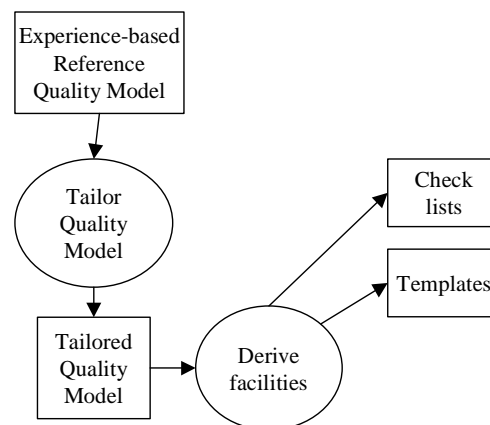 Experience-based
Reference
Quality Model
Tailor
Quality
Model
Tailored
Quality
Model
Derive
facilities
Check
lists
Templates